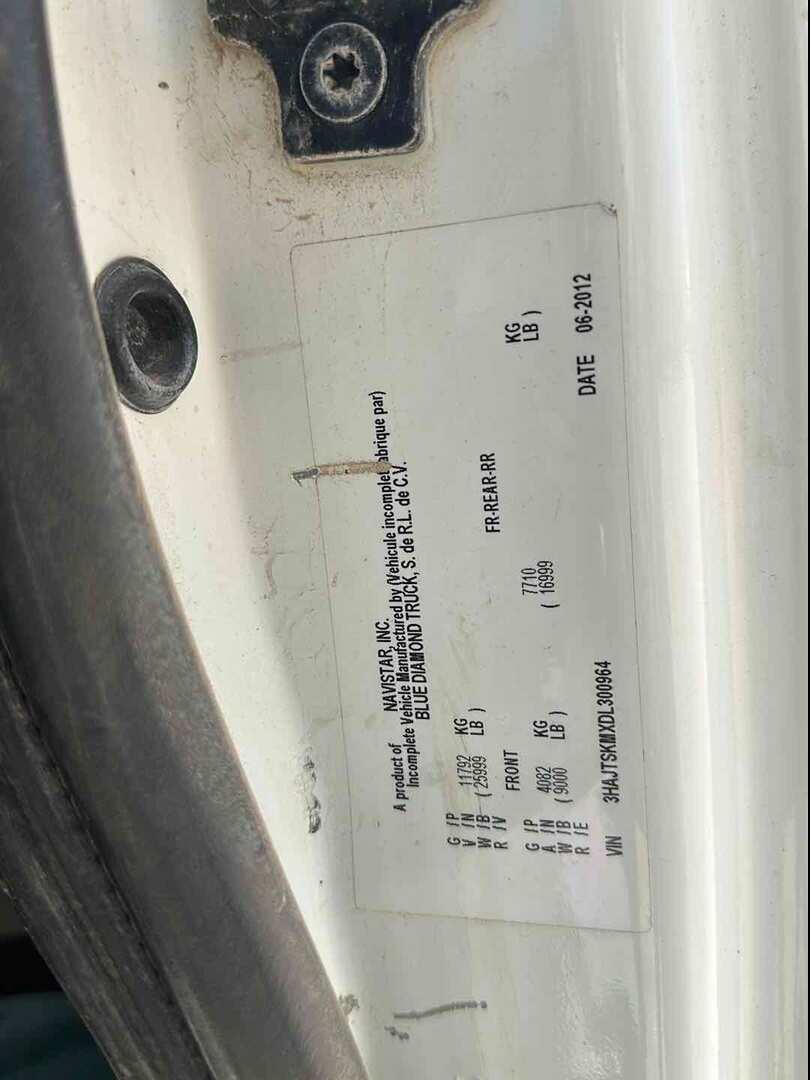 A product of NAVISTAR, INC.
Incomplete Vehicle Manufactured by (Vehicule incomplet fabrique par)
BLUE DIAMOND TRUCK, S. de R.L. de C.V.
G /P 11792 KG
V /N ( 25999 LB )
W /B
R /V FRONT FR-REAR-RR
G /P 4082 KG 7710 KG
A /N ( 9000 LB ) ( 16999 LB )
W /B
R /E
VIN 3HAJTSKMXDL300964 DATE 06-2012